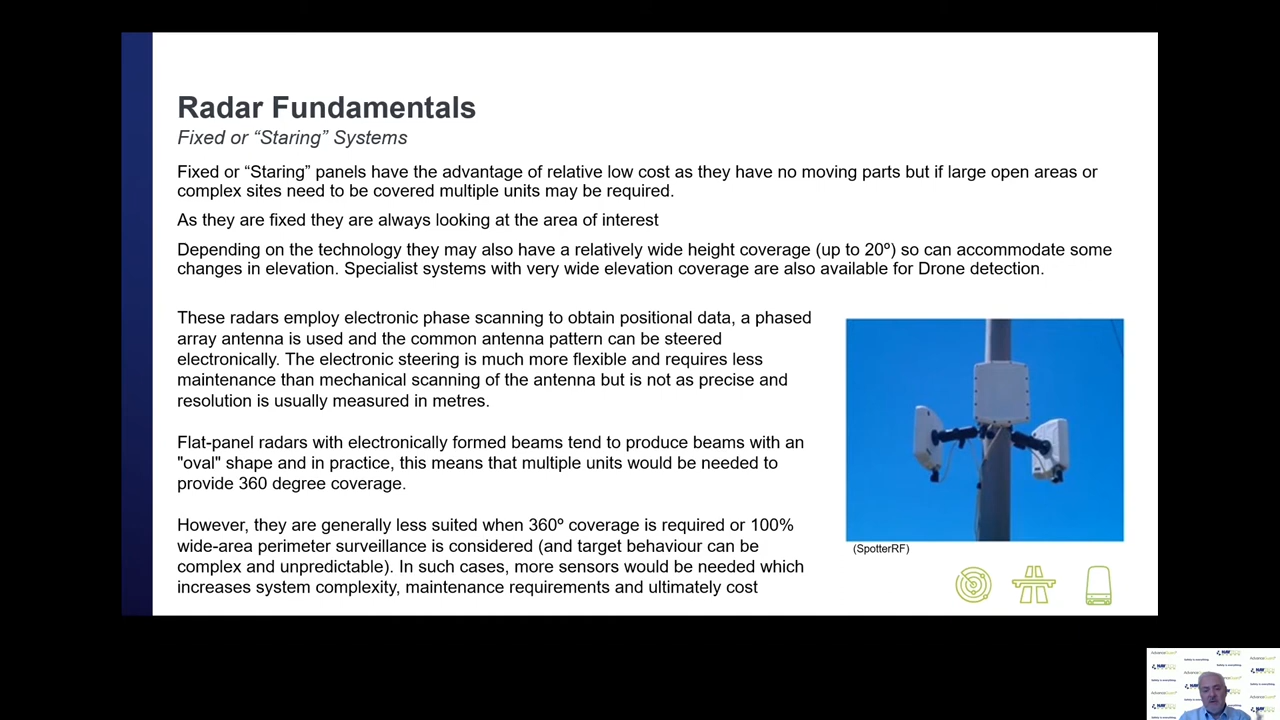 Radar Fundamentals
Fixed or “Staring” Systems
Fixed or “Staring” panels have the advantage of relative low cost as they have no moving parts but if large open areas or
complex sites need to be covered multiple units may be required.
As they are fixed they are always looking at the area of interest
Depending on the technology they may also have a relatively wide height coverage (up to 20º) so can accommodate some
changes in elevation. Specialist systems with very wide elevation coverage are also available for Drone detection.
These radars employ electronic phase scanning to obtain positional data, a phased
array antenna is used and the common antenna pattern can be steered
electronically. The electronic steering is much more flexible and requires less
maintenance than mechanical scanning of the antenna but is not as precise and
resolution is usually measured in metres.
Flat-panel radars with electronically formed beams tend to produce beams with an
"oval" shape and in practice, this means that multiple units would be needed to
provide 360 degree coverage.
However, they are generally less suited when 360º coverage is required or 100%
wide-area perimeter surveillance is considered (and target behaviour can be
complex and unpredictable). In such cases, more sensors would be needed which
increases system complexity, maintenance requirements and ultimately cost
(SpotterRF)